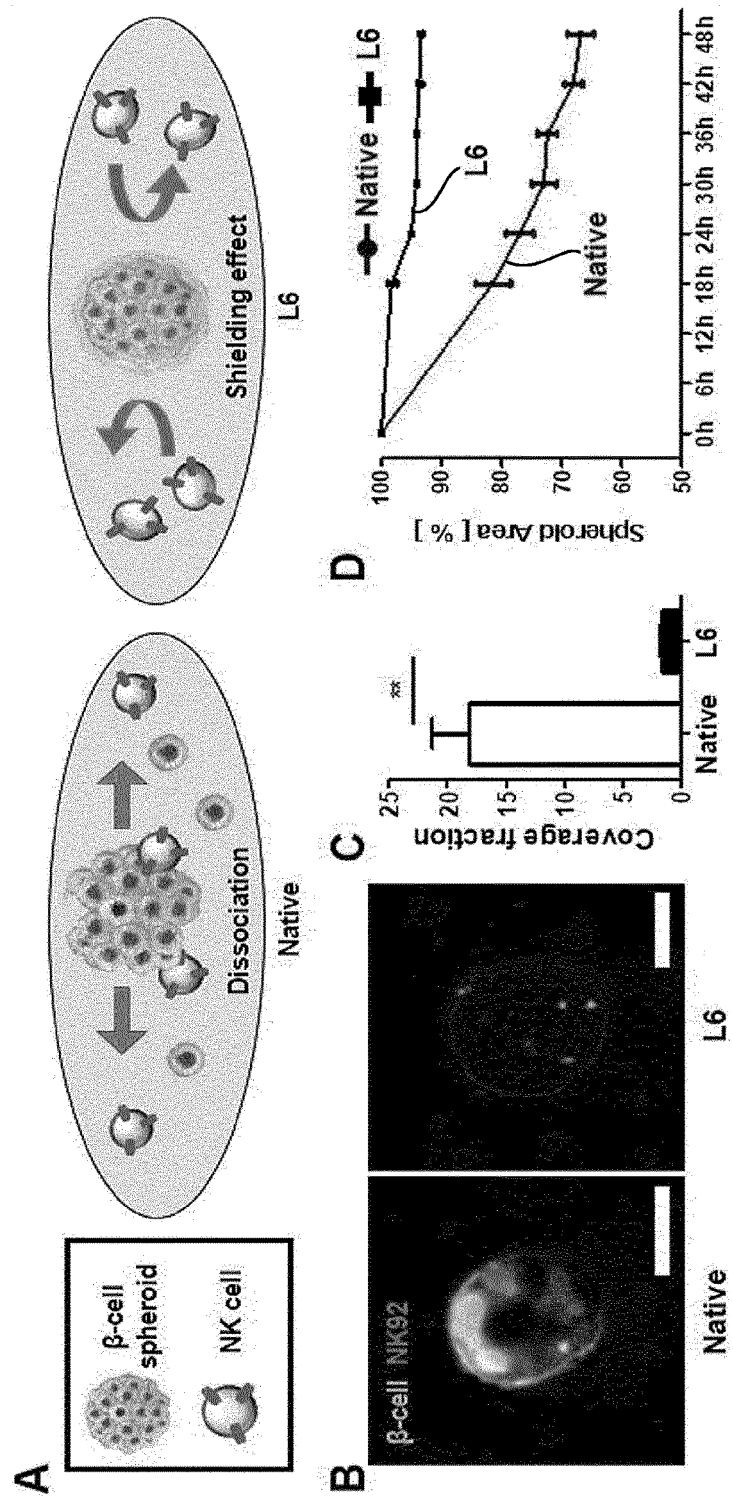 A
β-cell
spheroid
NK cell
Dissociation
Native
Shielding effect
L6
B
β-cell NK92
Native
L6
C
Coverage fraction
25
20
15
10
5
0
**
Native
L6
D
Native L6
Spheroid Area [ % ]
100
90
80
70
60
50
L6
Native
0h 6h 12h 18h 24h 30h 36h 42h 48h